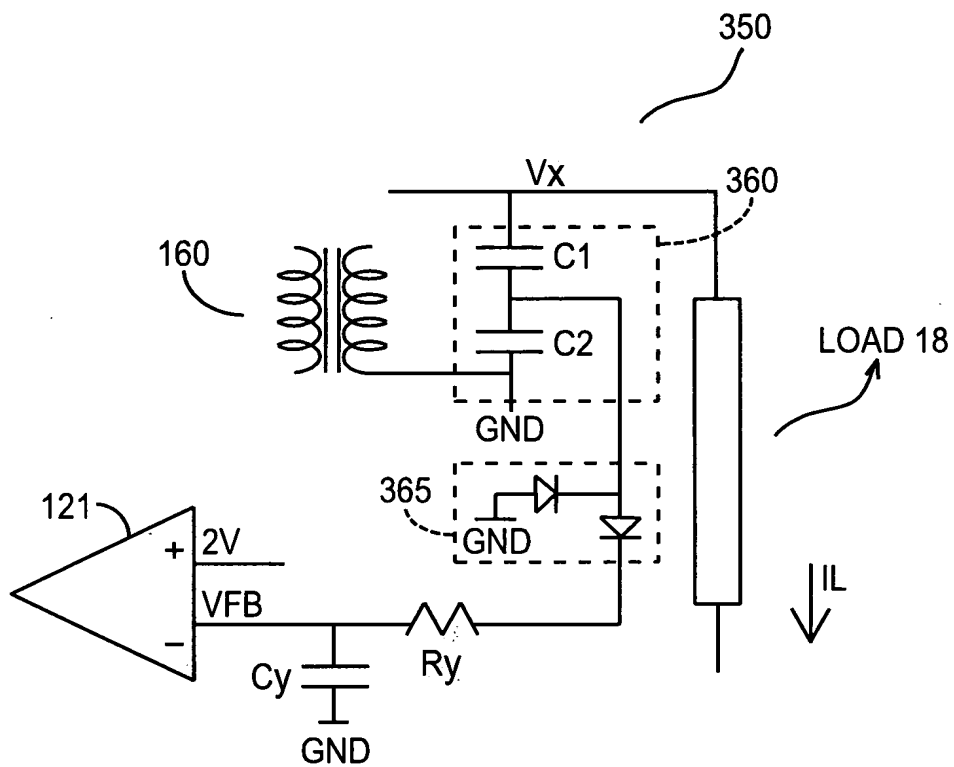 350
Vx
360
160
C1
C2
LOAD 18
GND
365
121
GND
+ 2V
IL
VFB
−
Ry
Cy
GND